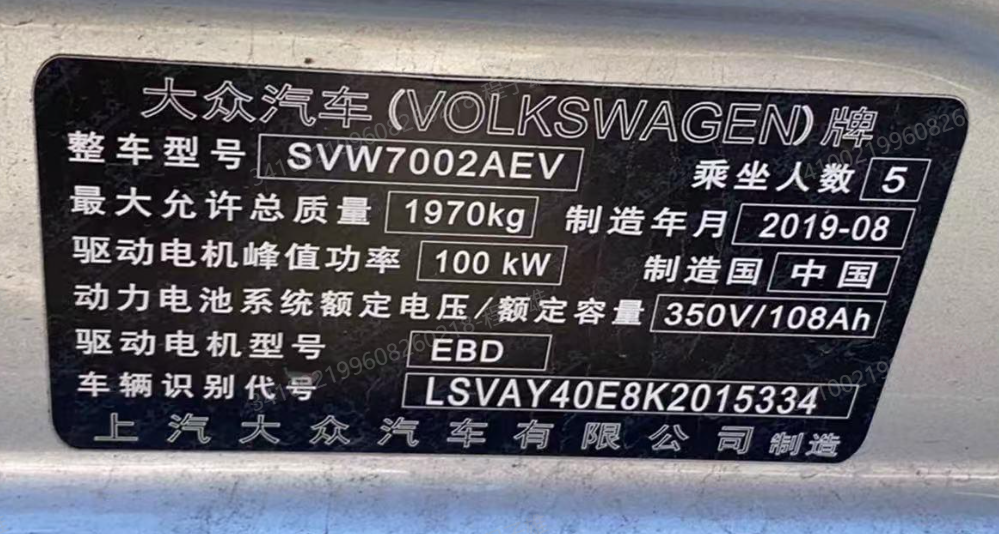 大众汽车(VOLKSWAGEN)牌
整车型号 SVW7002AEV 乘坐人数 5
最大允许总质量 1970kg 制造年月 2019-08
驱动电机峰值功率 100 kW 制造国 中国
动力电池系统额定电压/额定容量 350V/108Ah
驱动电机型号 EBD
车辆识别代号 LSVAY40E8K2015334
上汽大众汽车有限公司制造